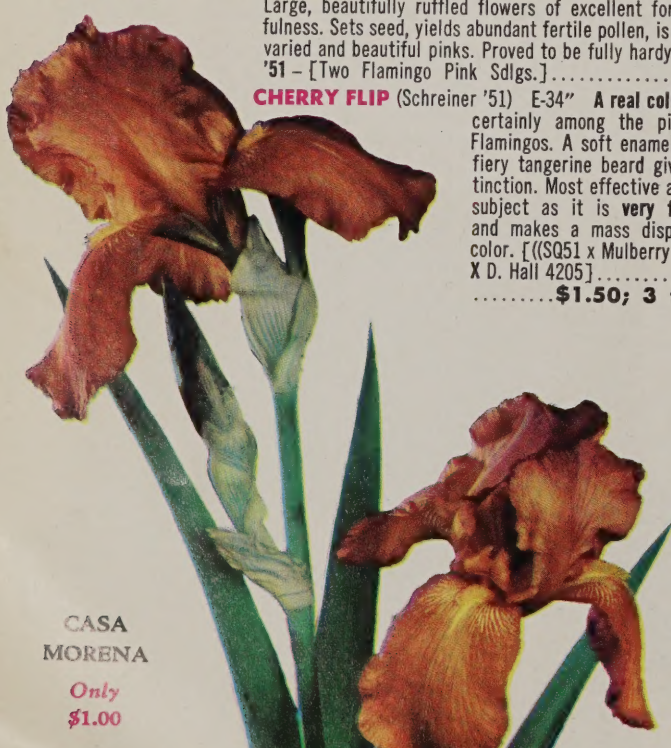 Large, beautifully ruffled flowers of excellent for
fulness. Sets seed, yields abundant fertile pollen, is
varied and beautiful pinks. Proved to be fully hardy
'51 – [Two Flamingo Pink Sdlgs.]..............
CHERRY FLIP (Schreiner '51) E-34" A real col
certainly among the pi
Flamingos. A soft ename
fiery tangerine beard giv
tinction. Most effective a
subject as it is very f
and makes a mass disp
color. [((SQ51 x Mulberry
X D. Hall 4205].........
.........$1.50; 3
CASA
MORENA
Only
$1.00